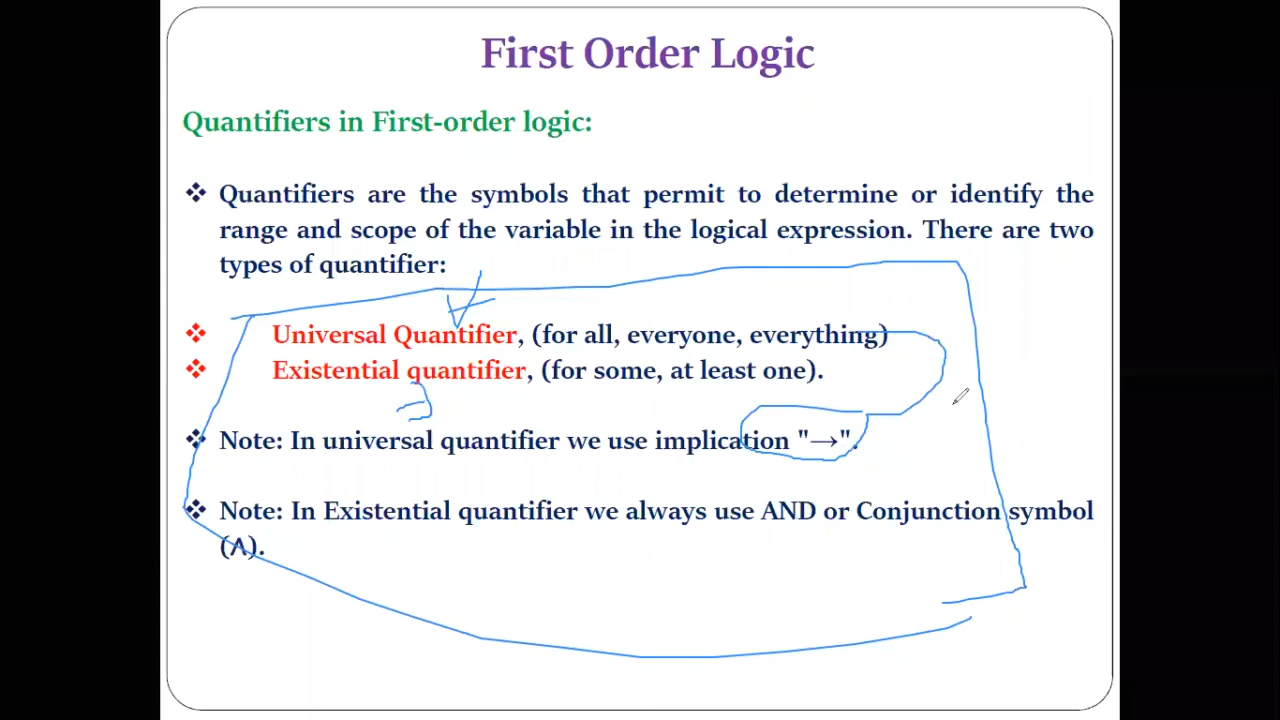 First Order Logic
Quantifiers in First-order logic:
❖ Quantifiers are the symbols that permit to determine or identify the
range and scope of the variable in the logical expression. There are two
types of quantifier:
❖ Universal Quantifier, (for all, everyone, everything)
∀
❖ Existential quantifier, (for some, at least one).
∃
❖ Note: In universal quantifier we use implication "→".
❖ Note: In Existential quantifier we always use AND or Conjunction symbol
(Λ).